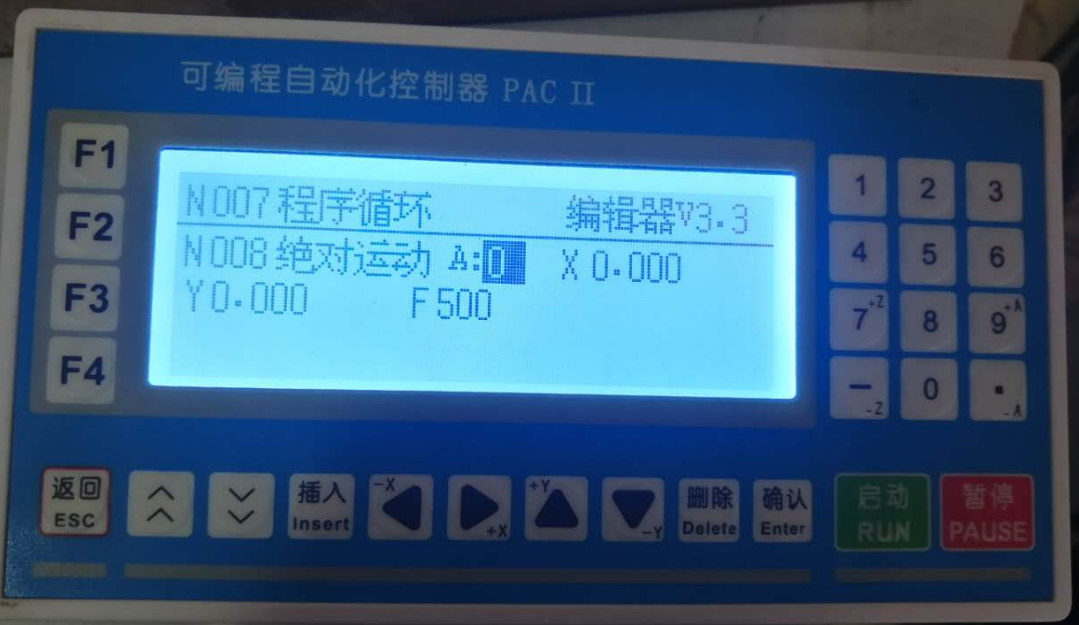 可编程自动化控制器 PAC II
F1
F2
F3
F4
N007 程序循环 编辑器V3.3
N008 绝对运动 A:0 X 0.000
Y 0.000 F 500
1 2 3
4 5 6
7 +Z 8 9 +A
- -Z 0 . -A
返回 ESC
插入 Insert
-X
+X
+Y
-Y
删除 Delete
确认 Enter
启动 RUN
暂停 PAUSE